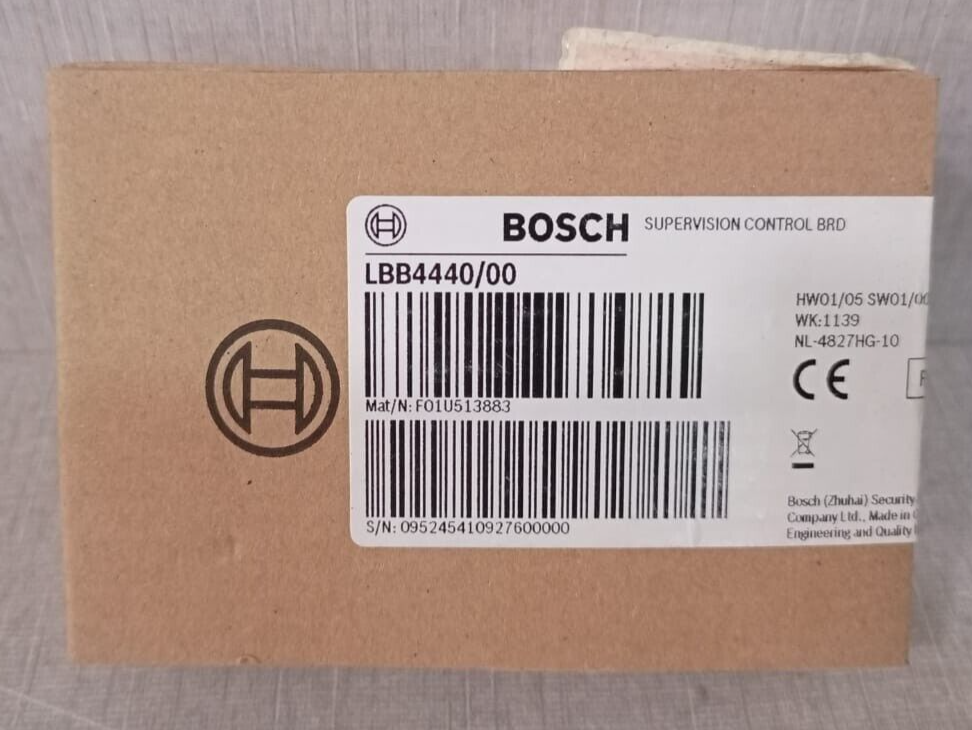 BOSCH SUPERVISION CONTROL BRD
LBB4440/00
HW01/05 SW01/00
WK:1139
NL-4827HG-10
Mat/N: F01U513883
CE
S/N: 095245410927600000
Bosch (Zhuhai) Security
Company Ltd., Made in
Engineering and Quality